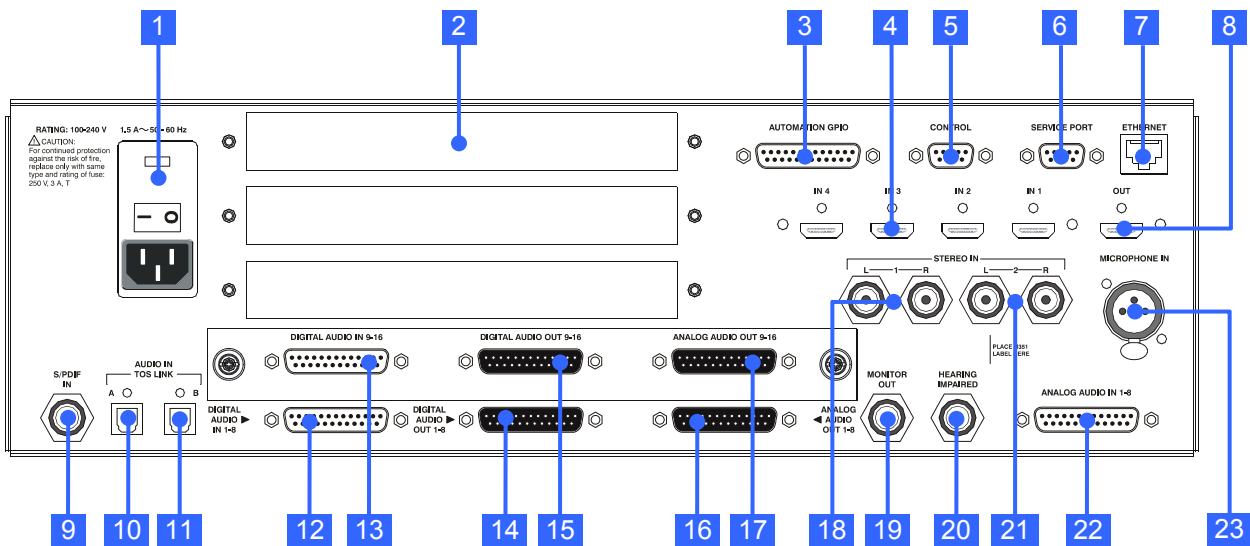 1
2
3
4
5
6
7
8
RATING: 100-240 V 1.5 A～50-60 Hz
CAUTION:
For continued protection
against the risk of fire,
replace only with same
type and rating of fuse:
250 V, 3 A, T
AUTOMATION GPIO
CONTROL
SERVICE PORT
ETHERNET
IN 4
IN 3
IN 2
IN 1
OUT
STEREO IN
L 1 R
L 2 R
MICROPHONE IN
DIGITAL AUDIO IN 9-16
DIGITAL AUDIO OUT 9-16
ANALOG AUDIO OUT 9-16
S/PDIF
IN
AUDIO IN
TOS LINK
A
B
DIGITAL
AUDIO
IN 1-8
DIGITAL
AUDIO
OUT 1-8
ANALOG
AUDIO
OUT 1-8
MONITOR
OUT
HEARING
IMPAIRED
PLACE
LABEL HERE
ANALOG AUDIO IN 1-8
9
10
11
12
13
14
15
16
17
18
19
20
21
22
23